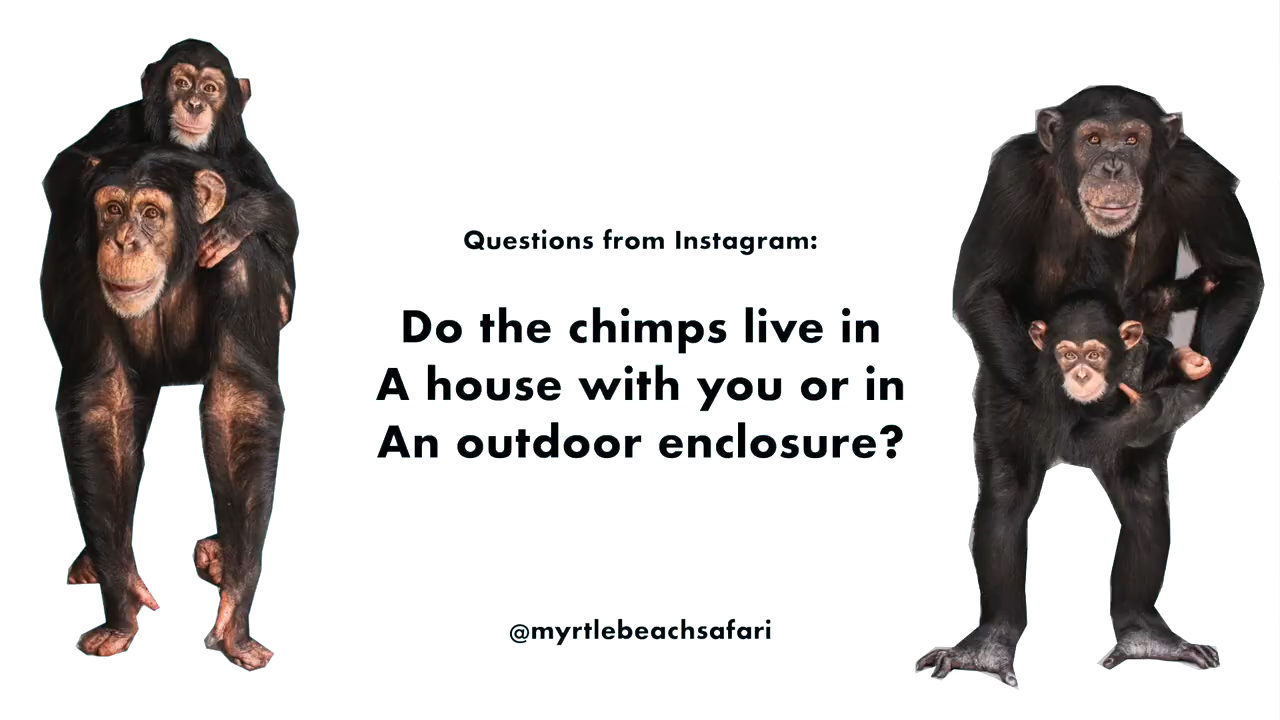 Questions from Instagram:
Do the chimps live in
A house with you or in
An outdoor enclosure?
@myrtlebeachsafari